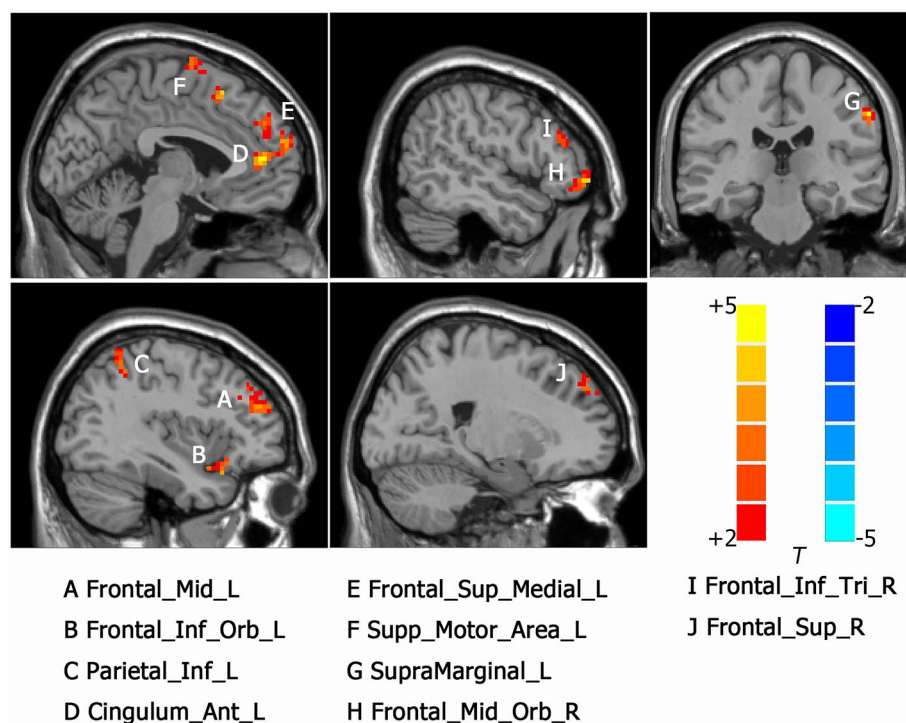 F
E
D
I
H
G
C
A
B
J
+5
-2
+2
-5
T
A Frontal_Mid_L
B Frontal_Inf_Orb_L
C Parietal_Inf_L
D Cingulum_Ant_L
E Frontal_Sup_Medial_L
F Supp_Motor_Area_L
G SupraMarginal_L
H Frontal_Mid_Orb_R
I Frontal_Inf_Tri_R
J Frontal_Sup_R